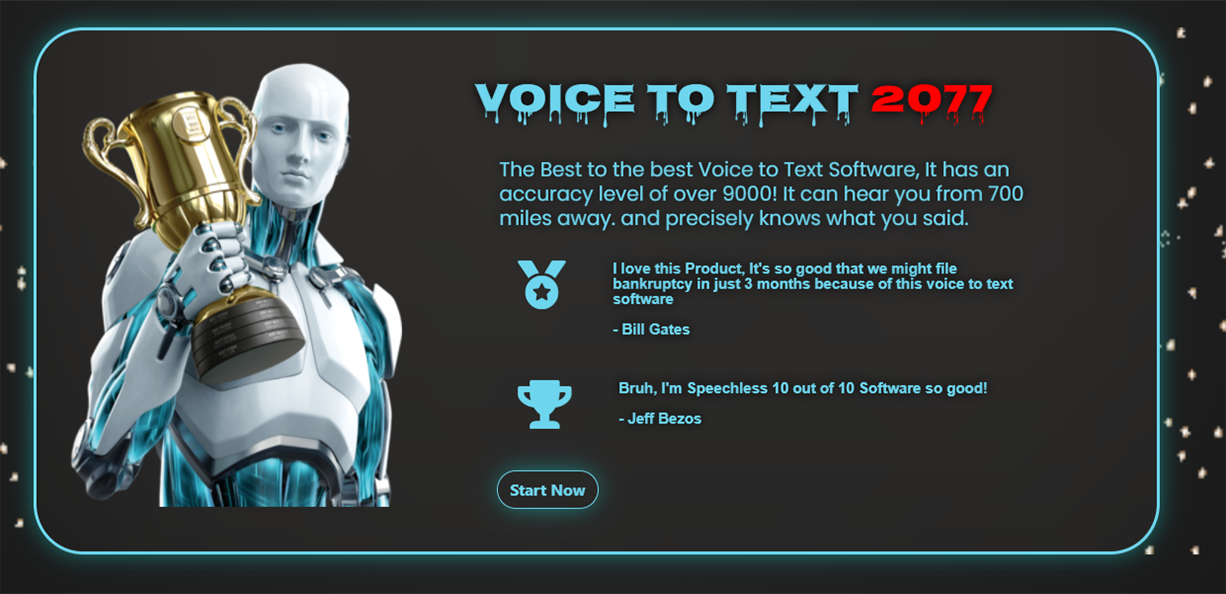 VOICE TO TEXT 2077
The Best to the best Voice to Text Software, It has an
accuracy level of over 9000! It can hear you from 700
miles away. and precisely knows what you said.
I love this Product, It's so good that we might file
bankruptcy in just 3 months because of this voice to text
software
- Bill Gates
Bruh, I'm Speechless 10 out of 10 Software so good!
- Jeff Bezos
Start Now